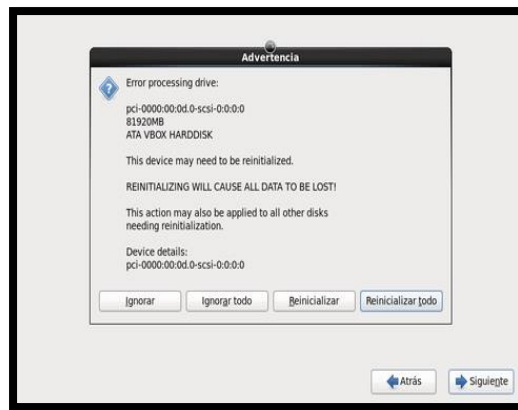 Advertencia
Error processing drive:
pci-0000:00:0d.0-scsi-0:0:0:0
81920MB
ATA VBOX HARDDISK
This device may need to be reinitialized.
REINITIALIZING WILL CAUSE ALL DATA TO BE LOST!
This action may also be applied to all other disks
needing reinitialization.
Device details:
pci-0000:00:0d.0-scsi-0:0:0:0
Ignorar Ignorar todo Reinicializar Reinicializar todo
Atrás Siguiente